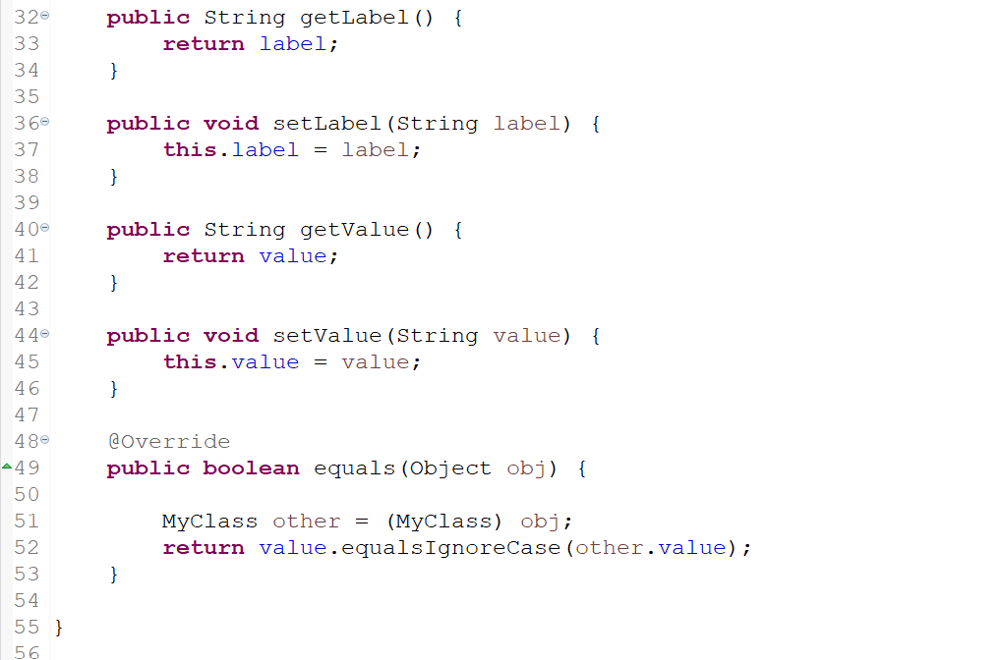 32 public String getLabel() {
33 return label;
34 }
35
36 public void setLabel(String label) {
37 this.label = label;
38 }
39
40 public String getValue() {
41 return value;
42 }
43
44 public void setValue(String value) {
45 this.value = value;
46 }
47
48 @Override
49 public boolean equals(Object obj) {
50
51 MyClass other = (MyClass) obj;
52 return value.equalsIgnoreCase(other.value);
53 }
54
55 }
56